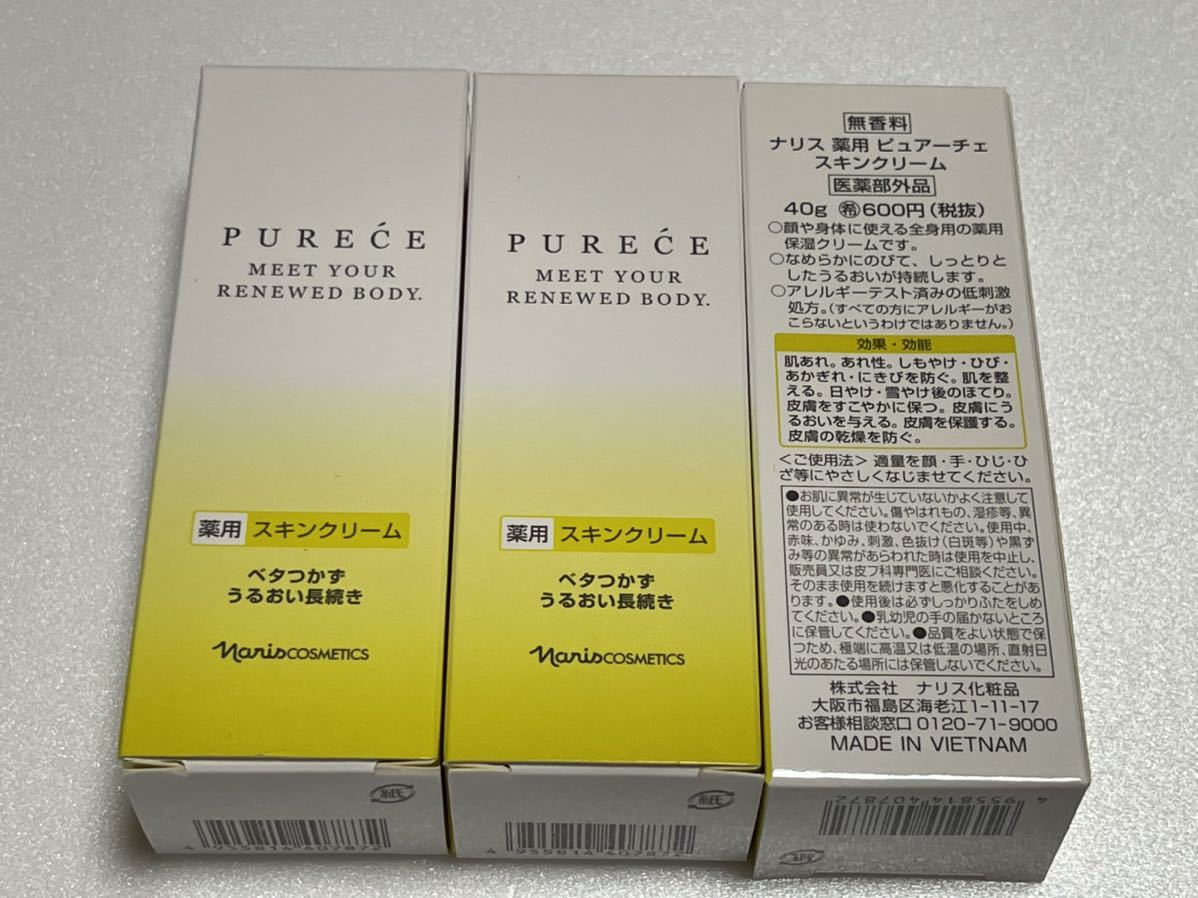 PURECÉ
MEET YOUR
RENEWED BODY.
薬用 スキンクリーム
ベタつかず
うるおい長続き
naris COSMETICS
紙
4 955814 407872
PURECÉ
MEET YOUR
RENEWED BODY.
薬用 スキンクリーム
ベタつかず
うるおい長続き
naris COSMETICS
紙
4 955814 407872
無香料
ナリス 薬用 ピュアーチェ
スキンクリーム
医薬部外品
40g ㊒600円(税抜)
○顔や身体に使える全身用の薬用
保湿クリームです。
○なめらかにのびて、しっとりと
したうるおいが持続します。
○アレルギーテスト済みの低刺激
処方。(すべての方にアレルギーがお
こらないというわけではありません。)
効果・効能
肌あれ。あれ性。しもやけ・ひび・
あかぎれ・にきびを防ぐ。肌を整
える。日やけ・雪やけ後のほてり。
皮膚をすこやかに保つ。皮膚にう
るおいを与える。皮膚を保護する。
皮膚の乾燥を防ぐ。
<ご使用法> 適量を顔・手・ひじ・ひ
ざ等にやさしくなじませてください。
●お肌に異常が生じていないかよく注意して
使用してください。傷やはれもの、湿疹等、異
常のある時は使わないでください。使用中、
赤味、かゆみ、刺激、色抜け(白斑等)や黒ず
み等の異常があらわれた時は使用を中止し、
販売員又は皮フ科専門医にご相談ください。
そのまま使用を続けますと悪化することがあ
ります。●使用後は必ずしっかりふたをしめ
てください。●乳幼児の手の届かないところ
に保管してください。●品質をよい状態で保
つため、極端に高温又は低温の場所、直射日
光のあたる場所には保管しないでください。
株式会社 ナリス化粧品
大阪市福島区海老江1-11-17
お客様相談窓口 0120-71-9000
MADE IN VIETNAM
4 955814 407872
紙